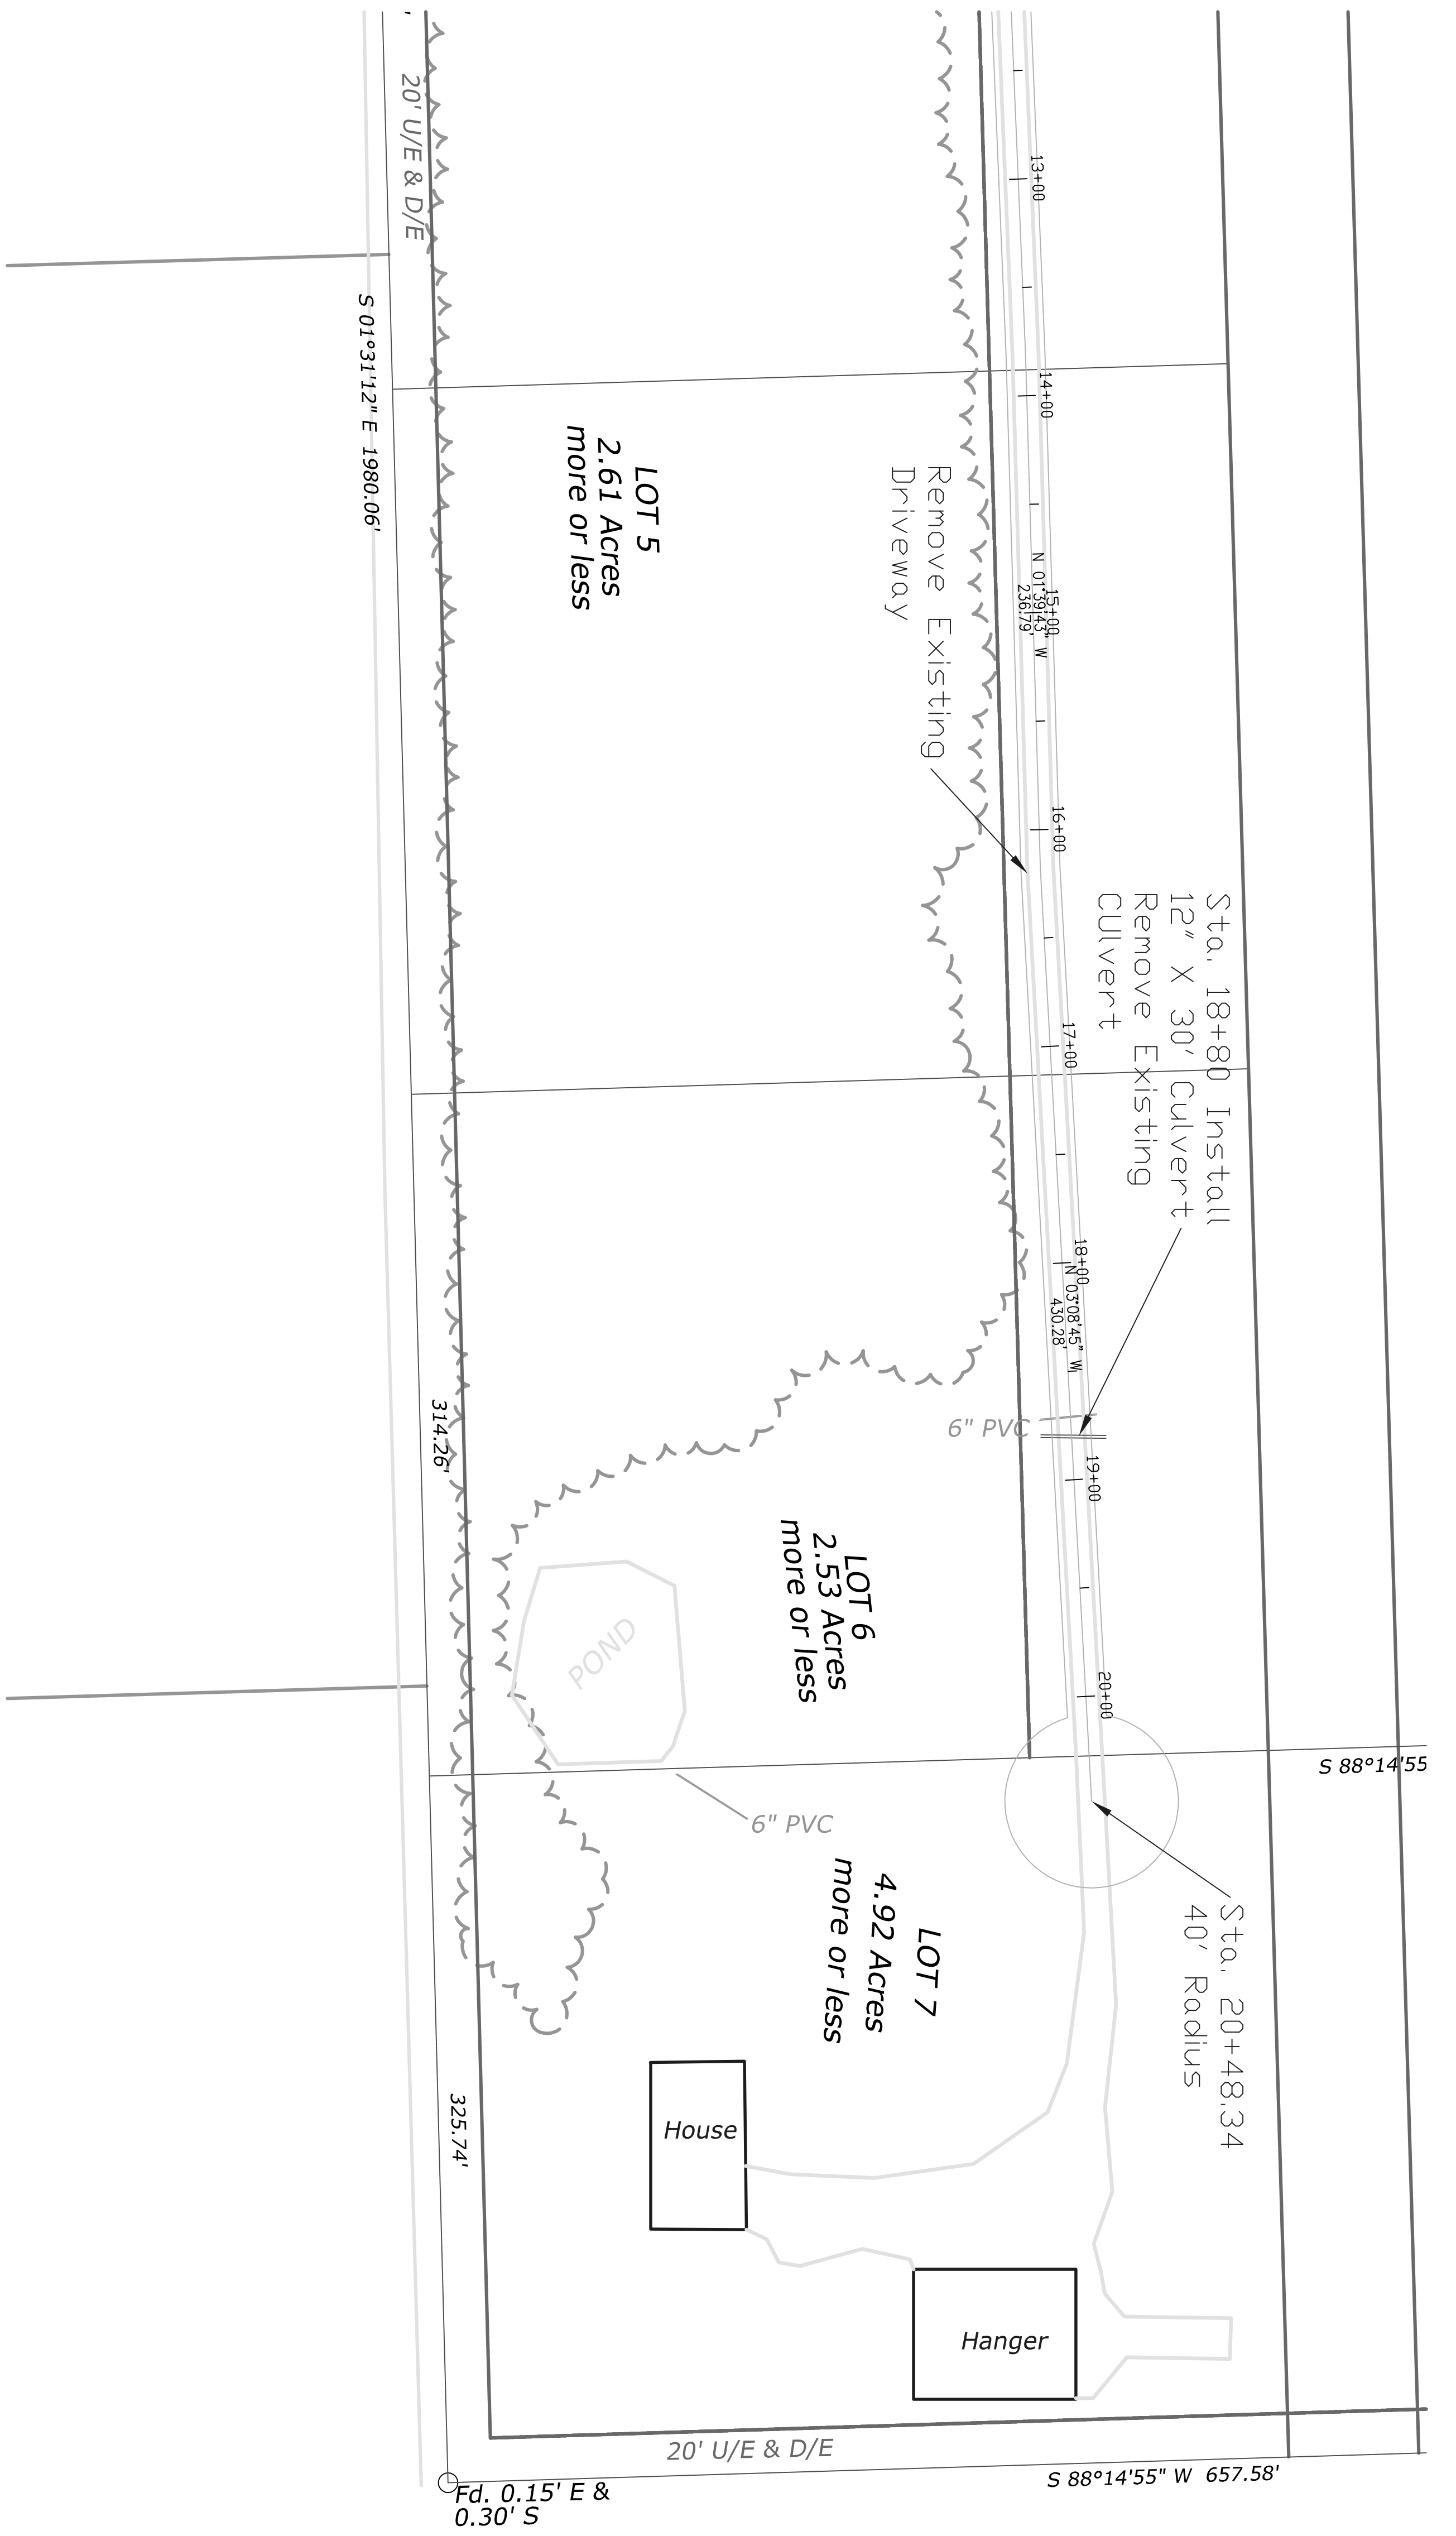 20' U/E & D/E
13+00
S 01°31'12" E 1980.06'
14+00
LOT 5
2.61 Acres
more or less
Remove Existing
Driveway
N 01°39'43" W
236.79'
15+00
16+00
Sta. 18+80 Install
12" X 30' Culvert
Remove Existing
CUlvert
17+00
18+00
N 03°08'45" W
430.28'
314.26'
6" PVC
19+00
LOT 6
2.53 Acres
more or less
POND
20+00
S 88°14'55
6" PVC
LOT 7
4.92 Acres
more or less
Sta. 20+48.34
40' Radius
325.74'
House
Hanger
20' U/E & D/E
S 88°14'55" W 657.58'
Fd. 0.15' E &
0.30' S